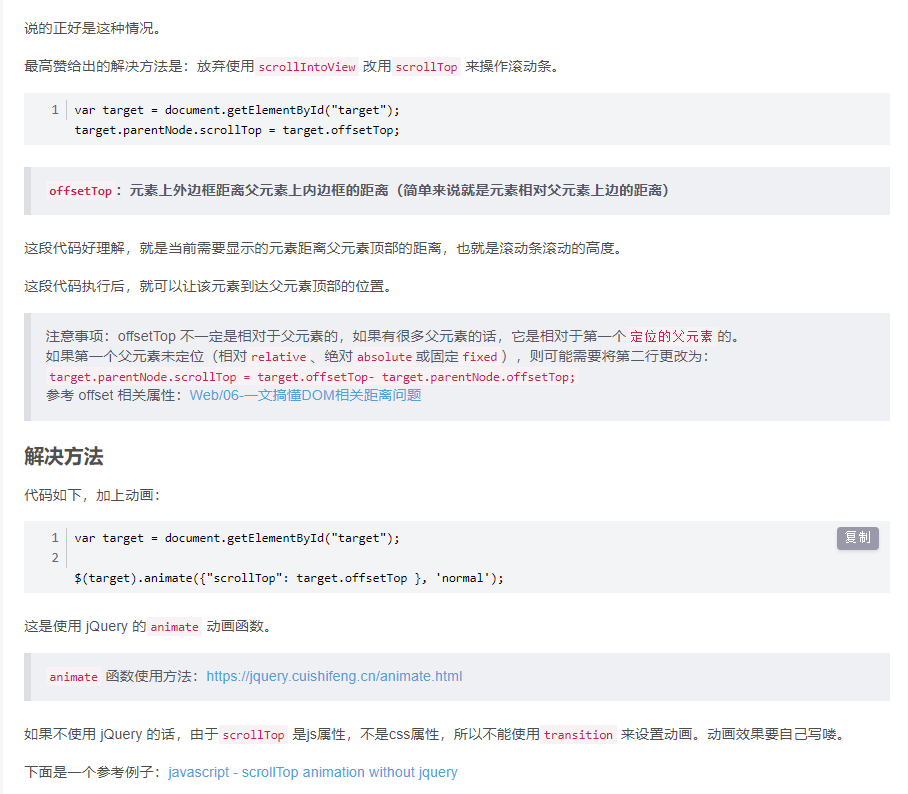 说的正好是这种情况。
最高赞给出的解决方法是：放弃使用 scrollIntoView 改用 scrollTop 来操作滚动条。
1 var target = document.getElementById("target");
target.parentNode.scrollTop = target.offsetTop;
offsetTop：元素上外边框距离父元素上内边框的距离（简单来说就是元素相对父元素上边的距离）
这段代码好理解，就是当前需要显示的元素距离父元素顶部的距离，也就是滚动条滚动的高度。
这段代码执行后，就可以让该元素到达父元素顶部的位置。
注意事项：offsetTop 不一定是相对于父元素的，如果有很多父元素的话，它是相对于第一个 定位的父元素 的。
如果第一个父元素未定位（相对 relative 、绝对 absolute 或固定 fixed ），则可能需要将第二行更改为：
target.parentNode.scrollTop = target.offsetTop- target.parentNode.offsetTop;
参考 offset 相关属性：Web/06-一文搞懂DOM相关距离问题
解决方法
代码如下，加上动画：
1 var target = document.getElementById("target");
复制
2
$(target).animate({"scrollTop": target.offsetTop }, 'normal');
这是使用 jQuery 的 animate 动画函数。
animate 函数使用方法：https://jquery.cuishifeng.cn/animate.html
如果不使用 jQuery 的话，由于 scrollTop 是js属性，不是css属性，所以不能使用 transition 来设置动画。动画效果要自己写喽。
下面是一个参考例子：javascript - scrollTop animation without jquery